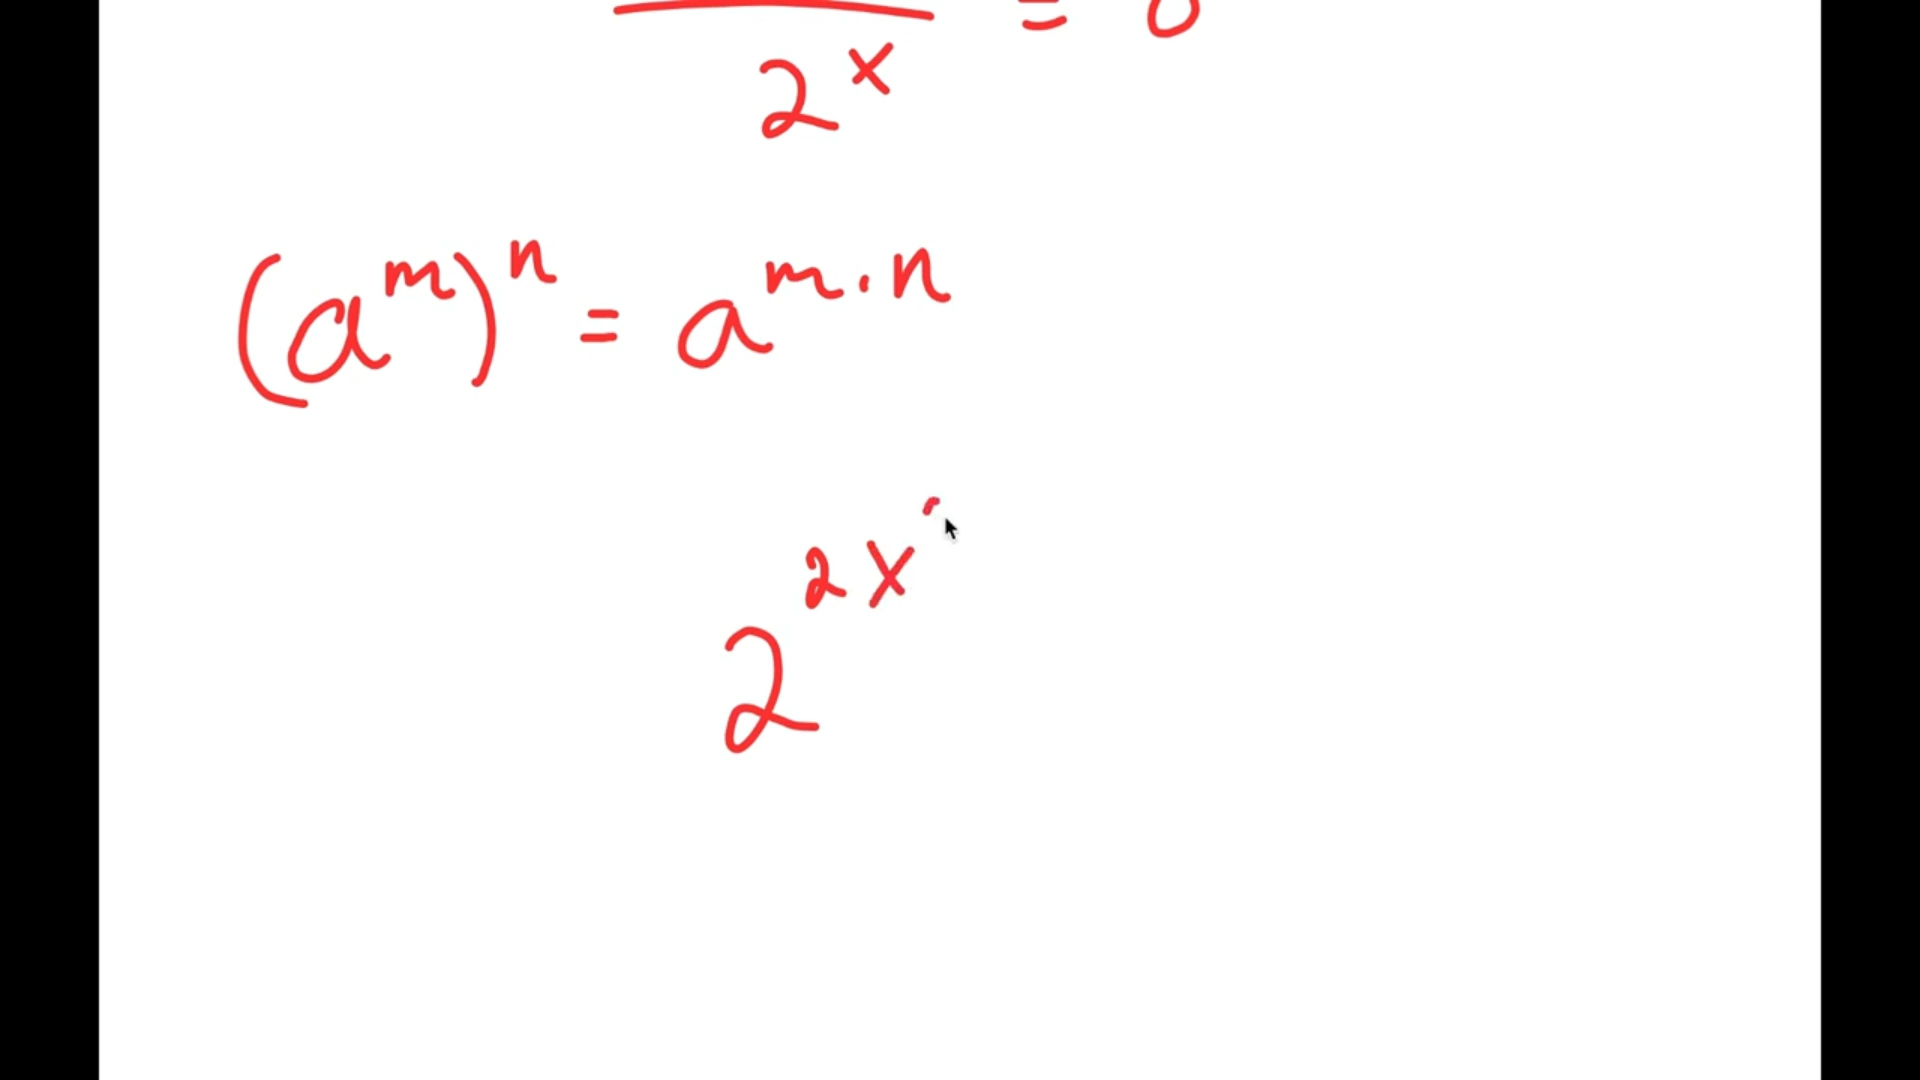 2^x =
(a^m)^n = a^{m·n}
2^{2x}